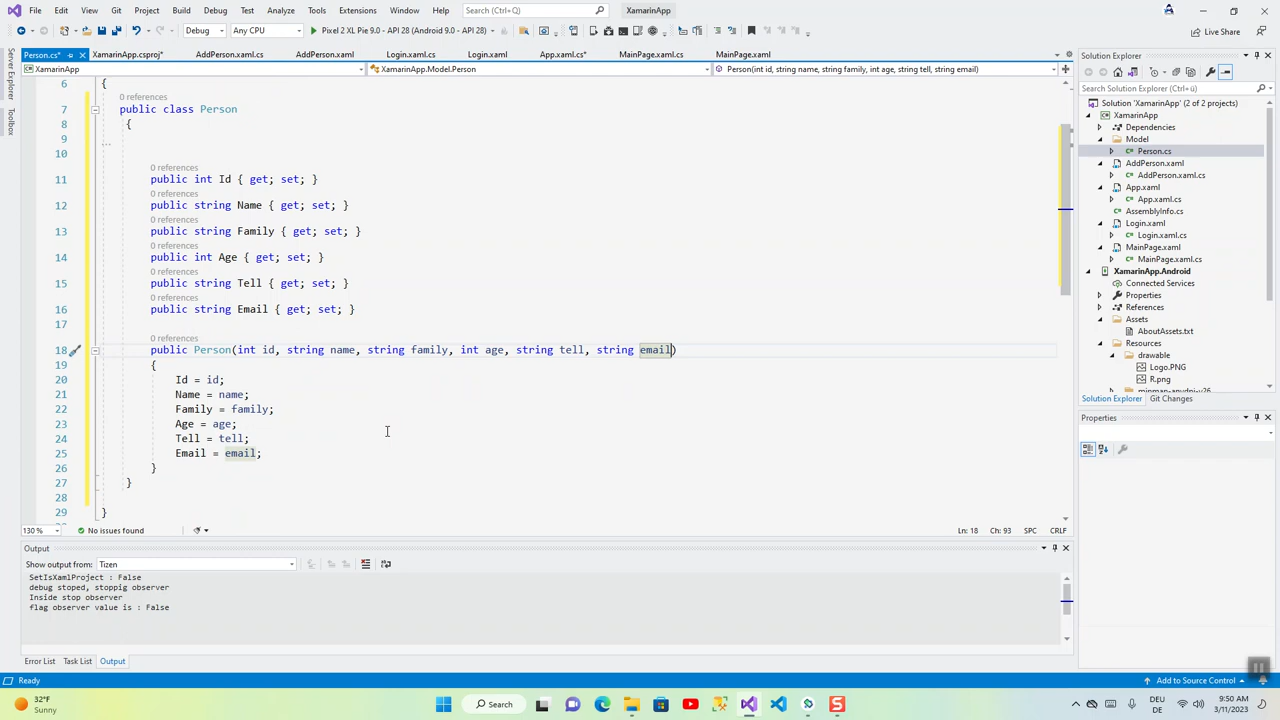 File Edit View Git Project Build Debug Test Analyze Tools Extensions Window Help Search (Ctrl+Q) XamarinApp
Debug Any CPU Pixel 2 XL Pie 9.0 - API 28 (Android 9.0 - API 28) Live Share
Person.cs* XamarinApp.csproj* AddPerson.xaml.cs AddPerson.xaml Login.xaml.cs Login.xaml App.xaml.cs* MainPage.xaml.cs MainPage.xaml
XamarinApp XamarinApp.Model.Person Person(int id, string name, string family, int age, string tell, string email)
Server Explorer
Toolbox
6 {
0 references
7 public class Person
8 {
9
10
0 references
11 public int Id { get; set; }
0 references
12 public string Name { get; set; }
0 references
13 public string Family { get; set; }
0 references
14 public int Age { get; set; }
0 references
15 public string Tell { get; set; }
0 references
16 public string Email { get; set; }
17
0 references
18 public Person(int id, string name, string family, int age, string tell, string email)
19 {
20 Id = id;
21 Name = name;
22 Family = family;
23 Age = age;
24 Tell = tell;
25 Email = email;
26 }
27 }
28
29 }
130 % No issues found Ln: 18 Ch: 93 SPC CRLF
Output
Show output from: Tizen
SetIsXamlProject : False
debug stoped, stoppig observer
Inside stop observer
flag observer value is : False
Error List Task List Output
Solution Explorer
Search Solution Explorer (Ctrl+ü)
Solution 'XamarinApp' (2 of 2 projects)
XamarinApp
Dependencies
Model
Person.cs
AddPerson.xaml
AddPerson.xaml.cs
App.xaml
App.xaml.cs
AssemblyInfo.cs
Login.xaml
Login.xaml.cs
MainPage.xaml
MainPage.xaml.cs
XamarinApp.Android
Connected Services
Properties
References
Assets
AboutAssets.txt
Resources
drawable
Logo.PNG
R.png
Solution Explorer Git Changes
Properties
Ready Add to Source Control
32°F
Sunny
Search
DEU
DE
9:50 AM
3/11/2023